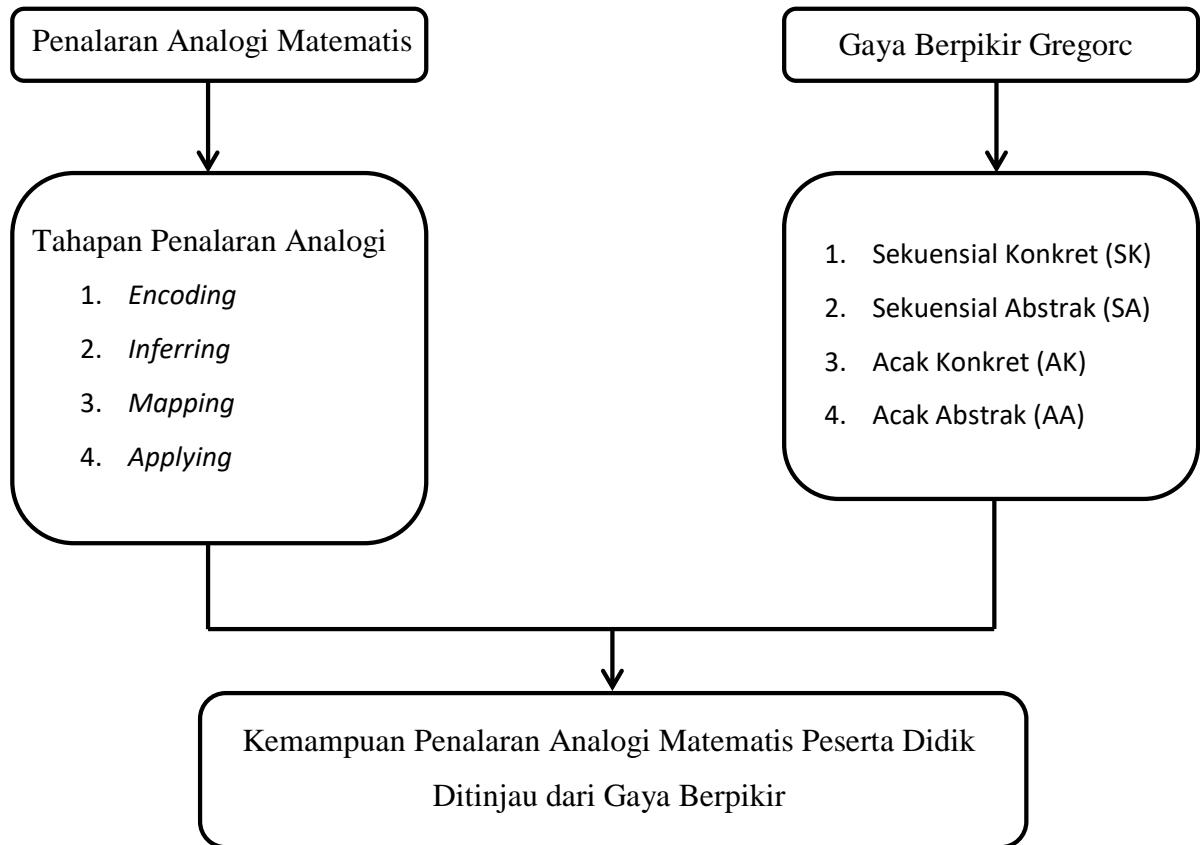 Penalaran Analogi Matematis
Gaya Berpikir Gregorc
Tahapan Penalaran Analogi
1. Encoding
2. Inferring
3. Mapping
4. Applying
1. Sekuensial Konkret (SK)
2. Sekuensial Abstrak (SA)
3. Acak Konkret (AK)
4. Acak Abstrak (AA)
Kemampuan Penalaran Analogi Matematis Peserta Didik
Ditinjau dari Gaya Berpikir